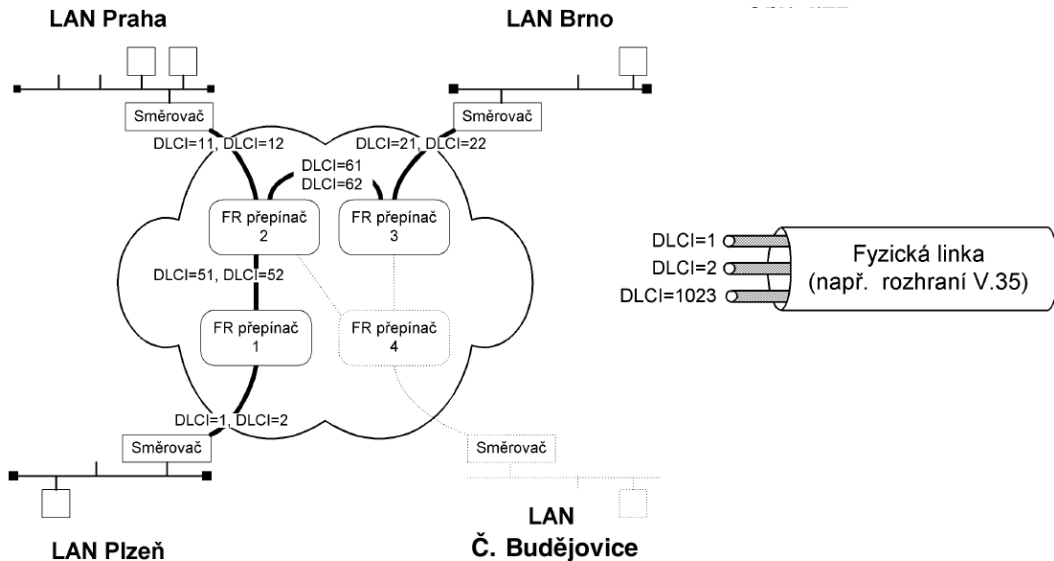 LAN Praha
LAN Brno
Směrovač
Směrovač
DLCI=11, DLCI=12
DLCI=21, DLCI=22
DLCI=61
DLCI=62
FR přepínač
2
FR přepínač
3
DLCI=51, DLCI=52
FR přepínač
1
FR přepínač
4
DLCI=1, DLCI=2
Směrovač
Směrovač
LAN Plzeň
LAN
Č. Budějovice
DLCI=1
DLCI=2
DLCI=1023
Fyzická linka
(např. rozhraní V.35)